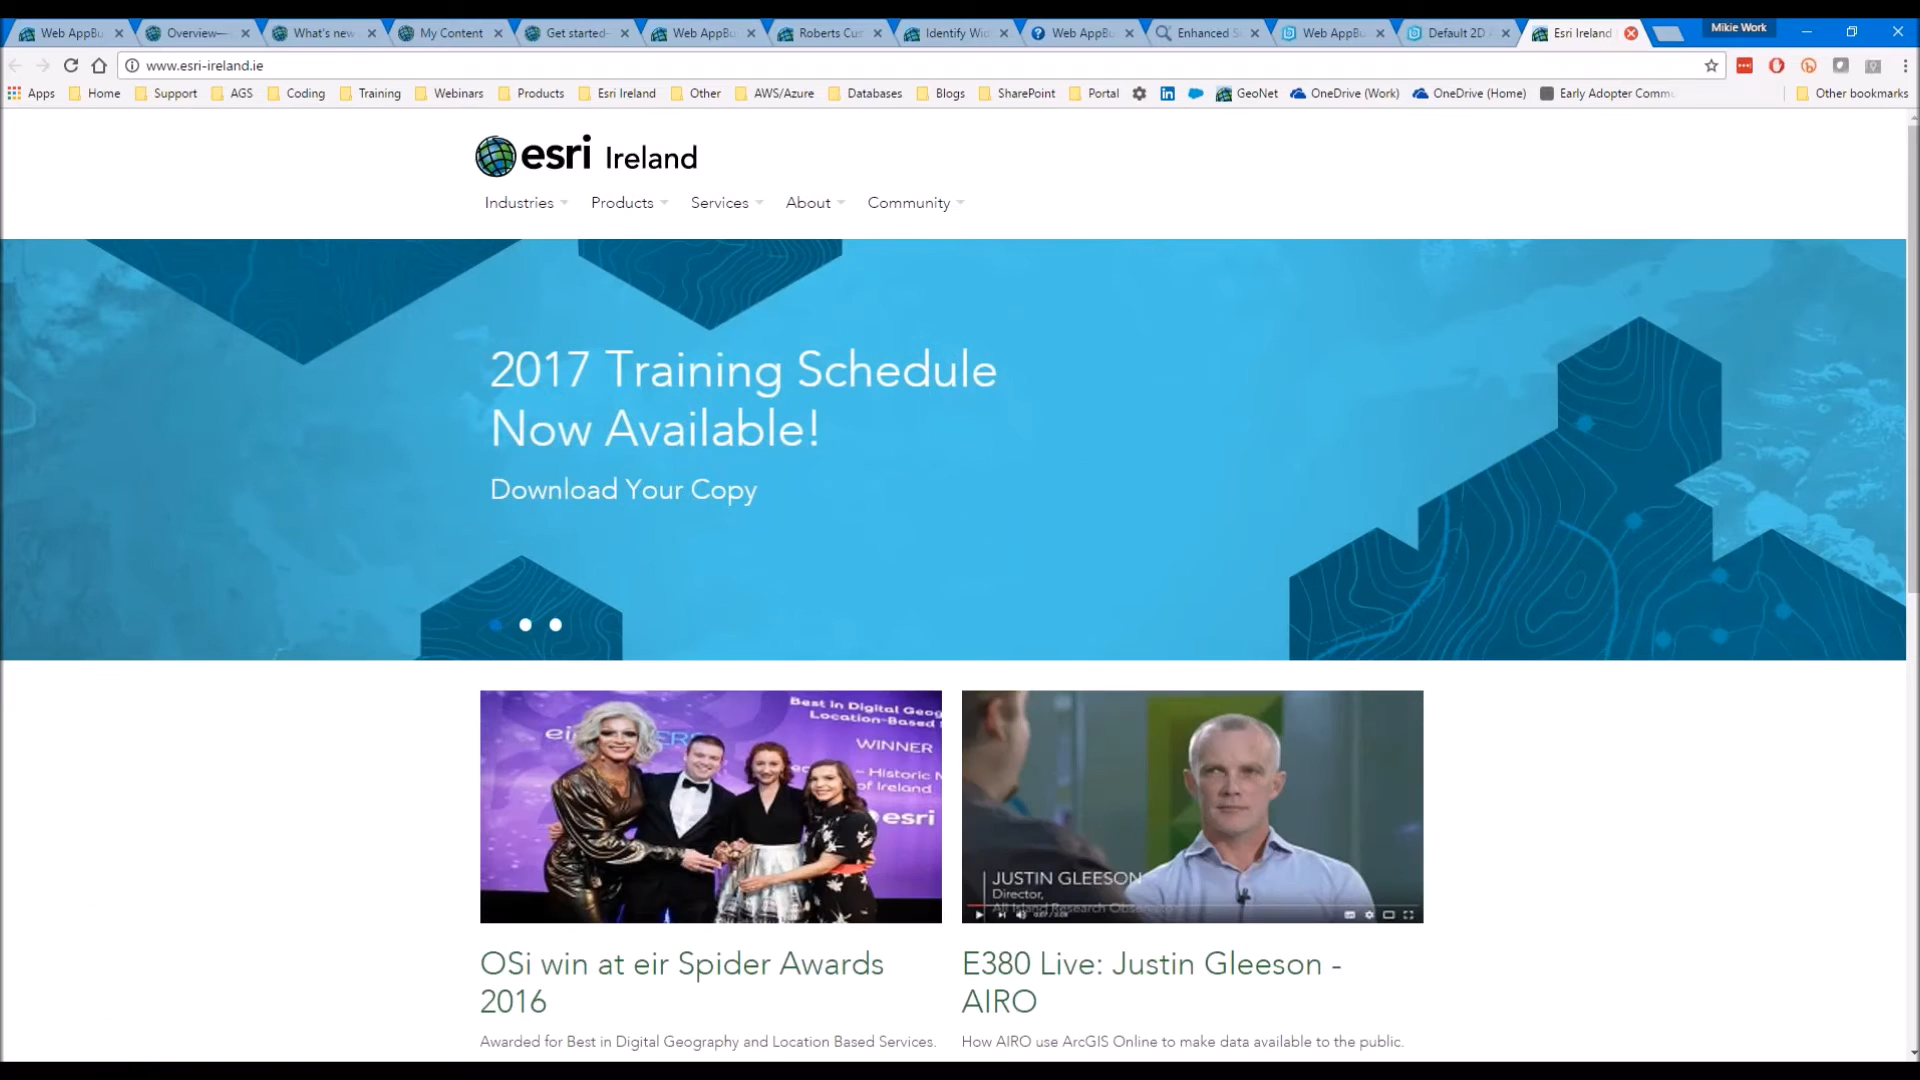 Web AppBu
Overview—
What's new
My Content
Get started-
Web AppBu
Roberts Cus
Identify Wid
Web AppBu
Enhanced S
Web AppBu
Default 2D
Esri Ireland
Mikie Work
www.esri-ireland.ie
Apps
Home
Support
AGS
Coding
Training
Webinars
Products
Esri Ireland
Other
AWS/Azure
Databases
Blogs
SharePoint
Portal
GeoNet
OneDrive (Work)
OneDrive (Home)
Early Adopter Comm
Other bookmarks
esri Ireland
Industries
Products
Services
About
Community
2017 Training Schedule
Now Available!
Download Your Copy
Best in Digital Geog
Location-Based
WINNER
– Historic
of Ireland
esri
JUSTIN GLEESON
Director,
All Island Research
OSi win at eir Spider Awards
2016
Awarded for Best in Digital Geography and Location Based Services.
E380 Live: Justin Gleeson -
AIRO
How AIRO use ArcGIS Online to make data available to the public.